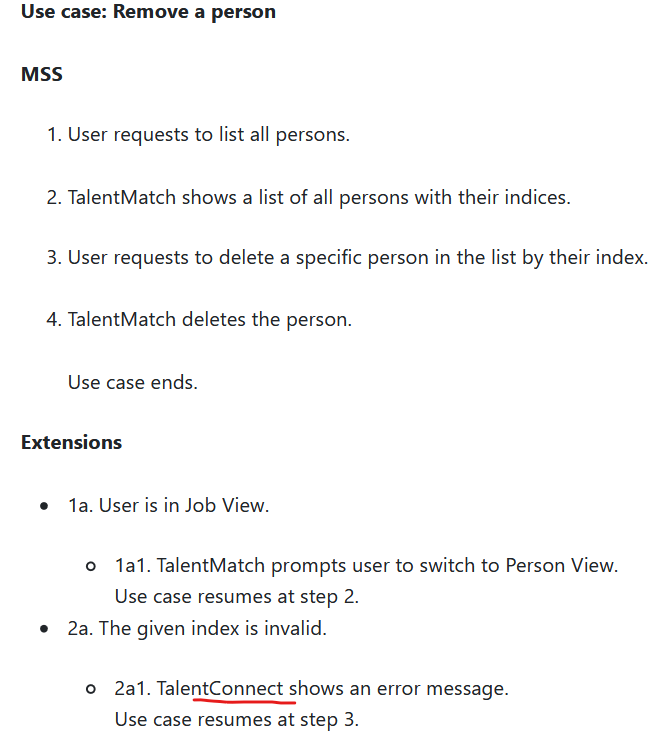 Use case: Remove a person
MSS
1. User requests to list all persons.
2. TalentMatch shows a list of all persons with their indices.
3. User requests to delete a specific person in the list by their index.
4. TalentMatch deletes the person.
Use case ends.
Extensions
1a. User is in Job View.
1a1. TalentMatch prompts user to switch to Person View.
Use case resumes at step 2.
2a. The given index is invalid.
2a1. TalentConnect shows an error message.
Use case resumes at step 3.